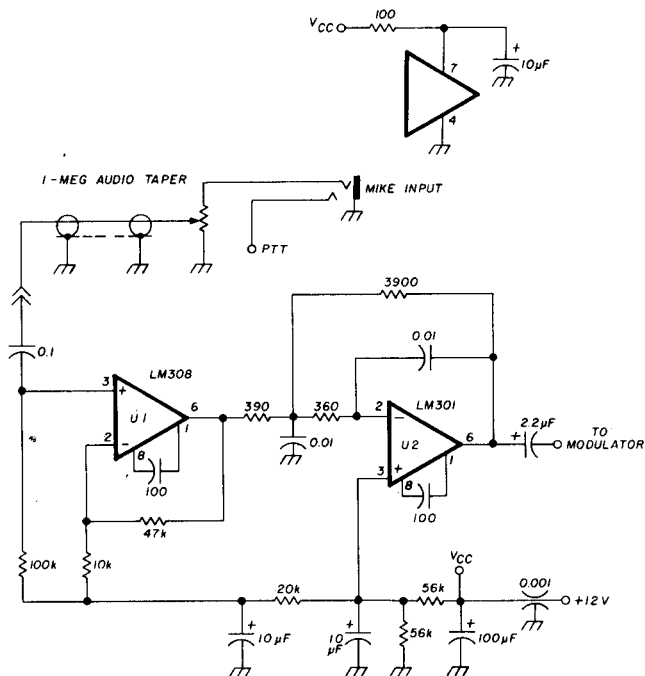 VCC
100
+
10µF
7
4
1-MEG AUDIO TAPER
MIKE INPUT
PTT
3900
0.1
0.01
LM308
LM301
3
+
U1
1
6
390
360
2
−
2.2µF
+
TO
MODULATOR
2
−
8
0.01
U2
6
1
100
3
+
8
100
47k
100k
10k
VCC
20k
56k
0.001
+12V
+
10µF
+
10
µF
56k
+
100µF